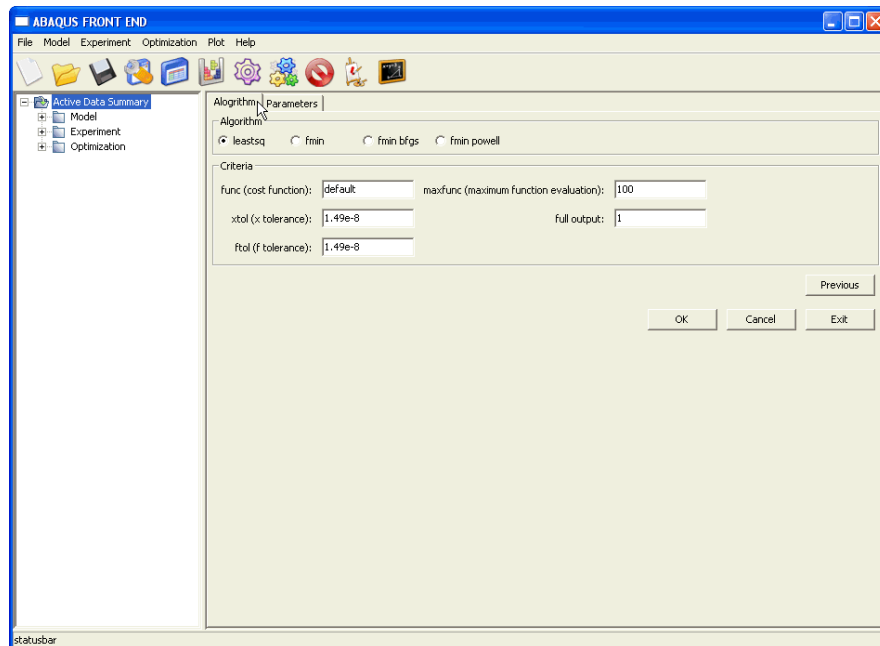 ABAQUS FRONT END
File Model Experiment Optimization Plot Help
Active Data Summary
Model
Experiment
Optimization
Alogrithm Parameters
Algorithm
leastsq fmin fmin bfgs fmin powell
Criteria
func (cost function): default maxfunc (maximum function evaluation): 100
xtol (x tolerance): 1.49e-8 full output: 1
ftol (f tolerance): 1.49e-8
Previous
OK Cancel Exit
statusbar